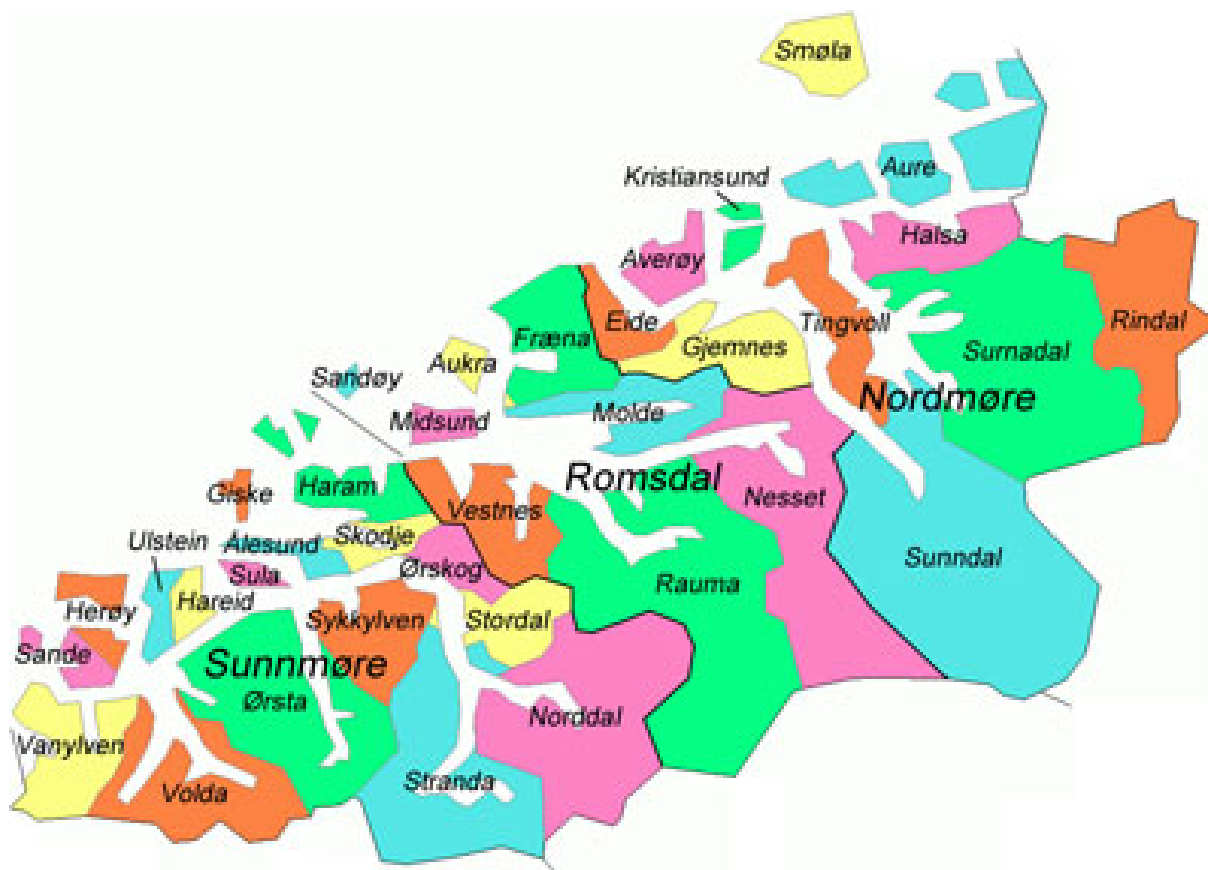 Smøla
Kristiansund
Aure
Halsa
Averøy
Eide
Tingvoll
Rindal
Fræna
Gjemnes
Surnadal
Aukra
Sandøy
Nordmøre
Midsund
Molde
Romsdal
Giske
Haram
Nesset
Vestnes
Skodje
Ulstein
Ålesund
Sunndal
Sula
Ørskog
Rauma
Hareid
Herøy
Sykkylven
Stordal
Sande
Sunnmøre
Ørsta
Norddal
Vanylven
Stranda
Volda